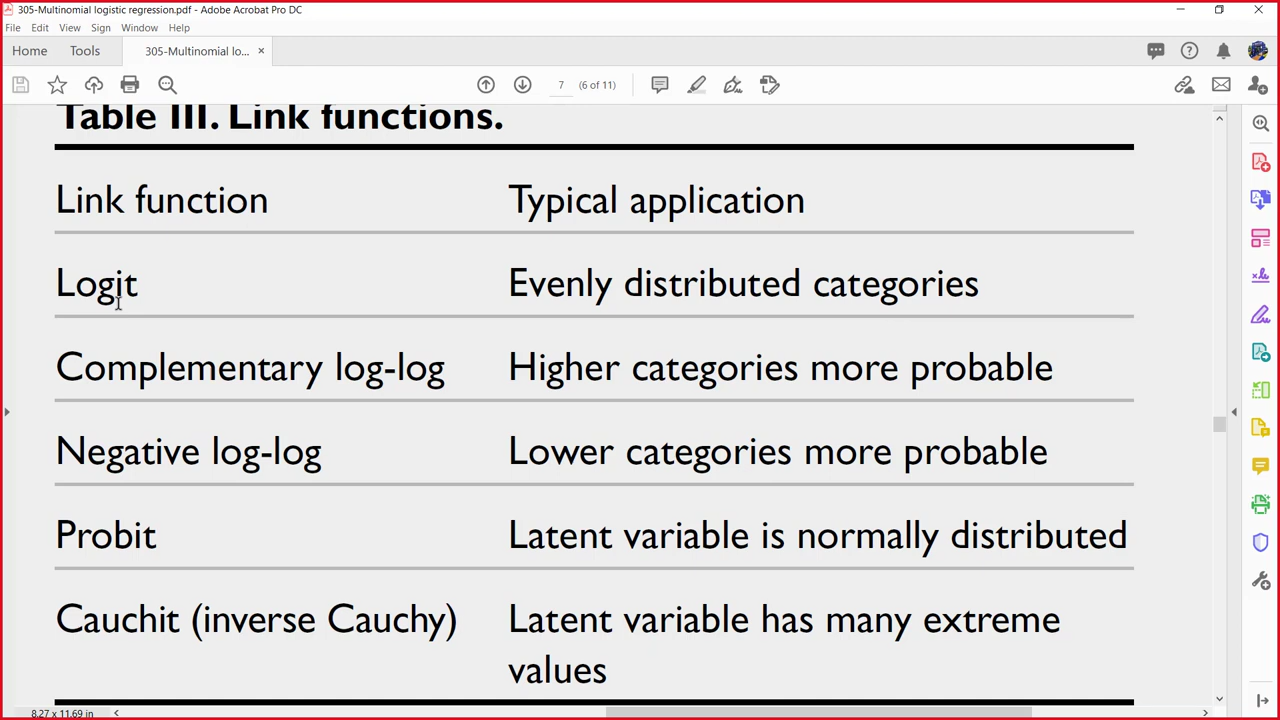 305-Multinomial logistic regression.pdf - Adobe Acrobat Pro DC
File Edit View Sign Window Help
Home Tools 305-Multinomial lo... ×
7 (6 of 11)
Table III. Link functions.
Link function Typical application
Logit Evenly distributed categories
Complementary log-log Higher categories more probable
Negative log-log Lower categories more probable
Probit Latent variable is normally distributed
Cauchit (inverse Cauchy) Latent variable has many extreme
values
8.27 x 11.69 in